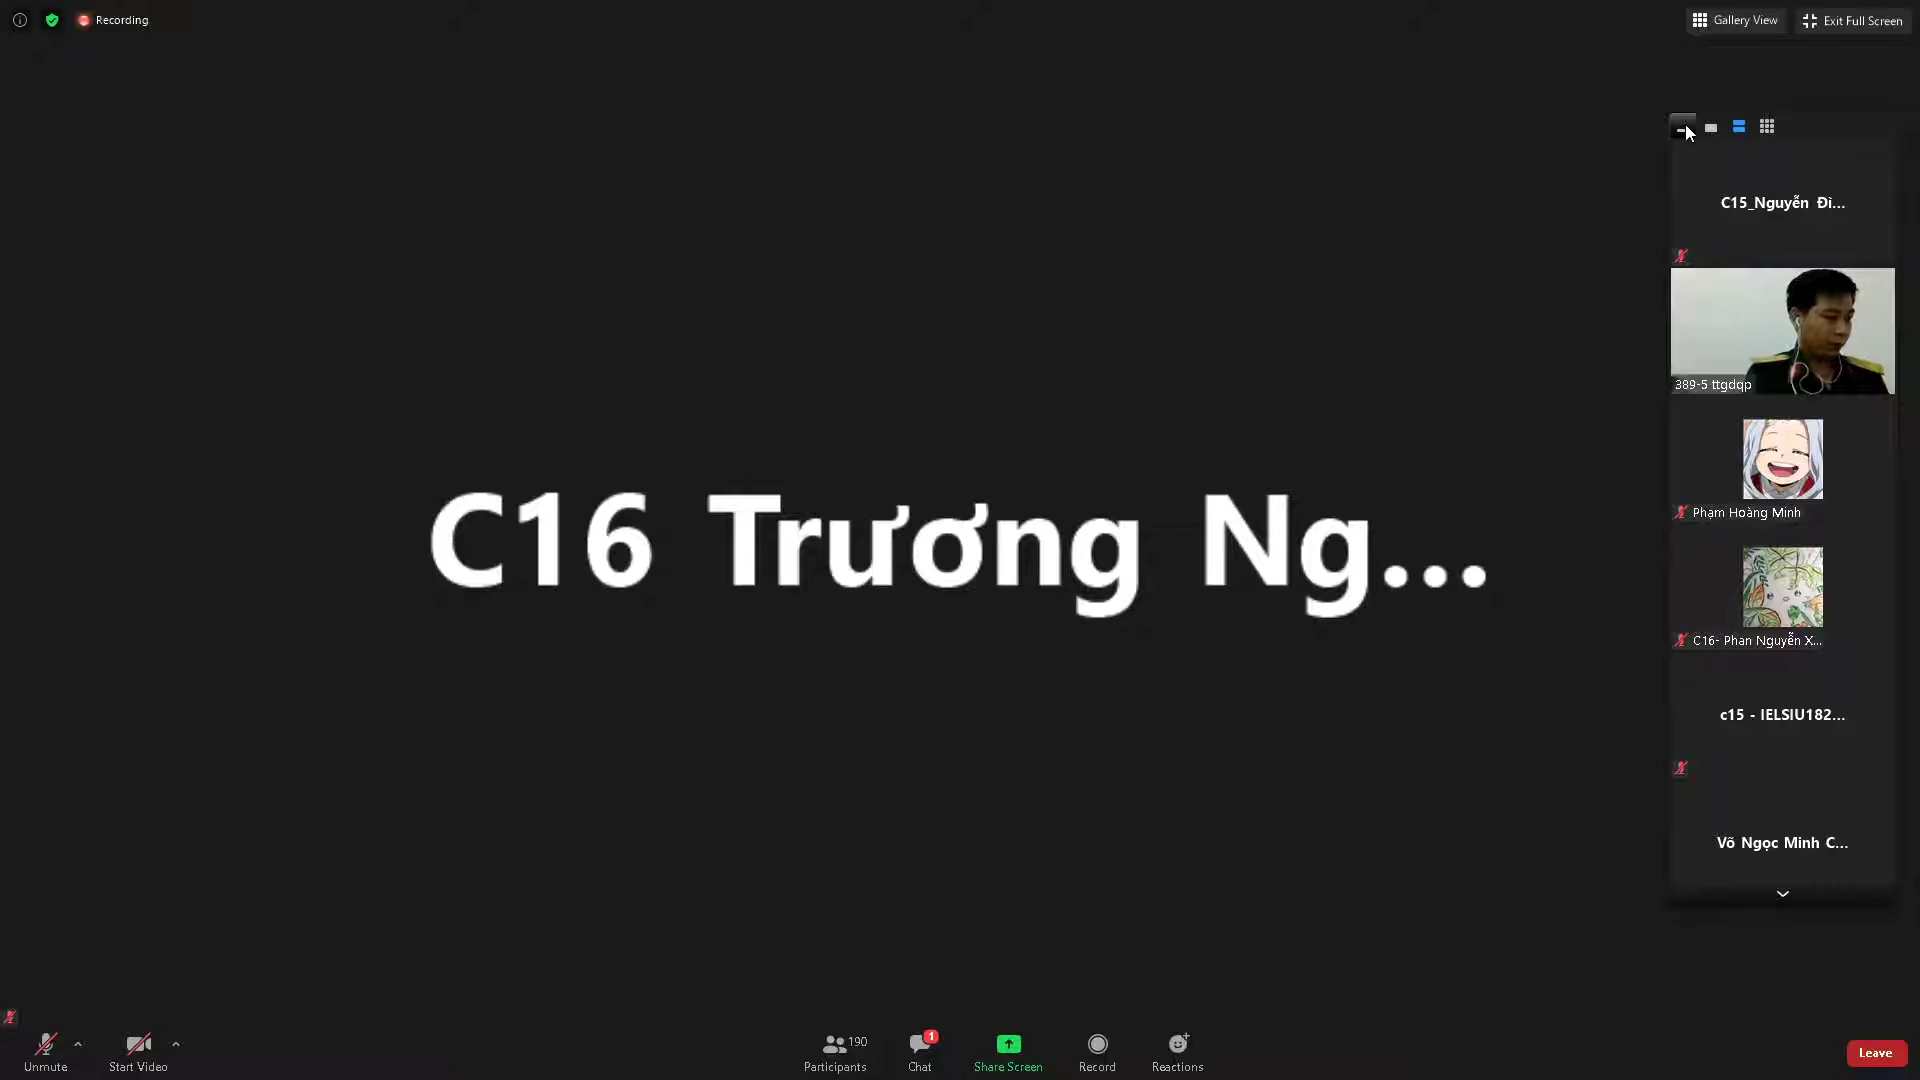 Recording
Gallery View
Exit Full Screen
C15_Nguyễn Đì...
389-5 ttgdqp
Phạm Hoàng Minh
C16- Phan Nguyễn X...
c15 - IELSIU182...
Võ Ngọc Minh C...
C16 Trương Ng...
Unmute
Start Video
190
Participants
1
Chat
Share Screen
Record
Reactions
Leave